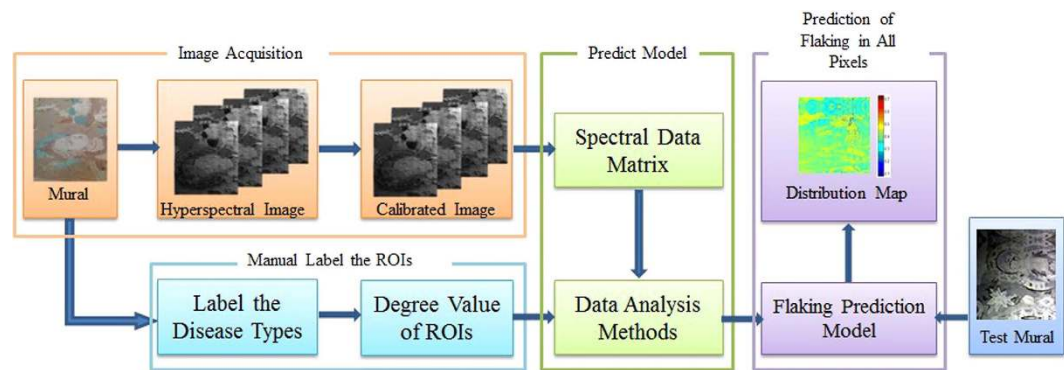 Image Acquisition
Mural
Hyperspectral Image
Calibrated Image
Manual Label the ROIs
Label the
Disease Types
Degree Value
of ROIs
Predict Model
Spectral Data
Matrix
Data Analysis
Methods
Prediction of
Flaking in All
Pixels
Distribution Map
Flaking Prediction
Model
Test Mural